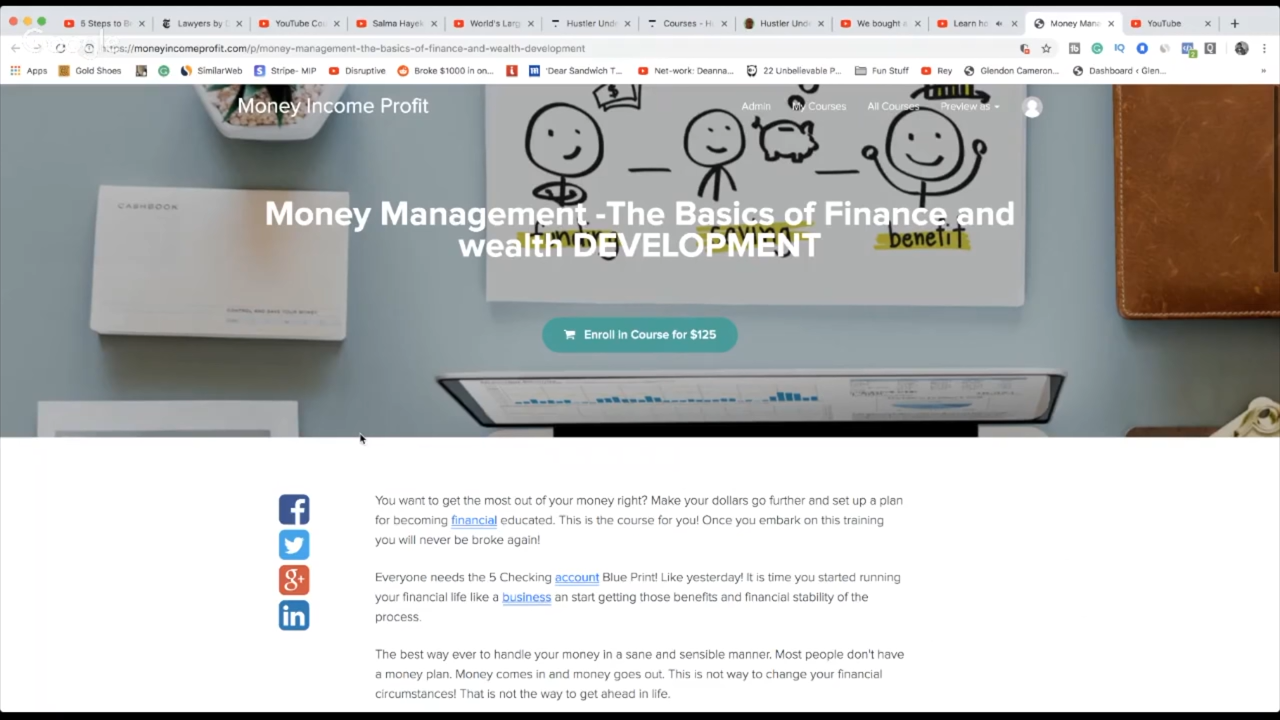 6 Steps to B
Lawyers by D
YouTube Co
Salma Hayek
World's Larg
Hustler Unde
Courses - H
Hustler Und
We bought a
Learn ho
Money Mana
YouTube
https://moneyincomeprofit.com/p/money-management-the-basics-of-finance-and-wealth-development
Apps
Gold Shoes
SimilarWeb
Stripe- MIP
Disruptive
Broke $1000 in on...
'Dear Sandwich T...
Net-work: Deanna...
22 Unbelievable P...
Fun Stuff
Rey
Glendon Cameron...
Dashboard ‹ Glen...
»
Money Income Profit
Admin
My Courses
All Courses
Preview as
CASHBOOK
Money Management -The Basics of Finance and
wealth DEVELOPMENT
saving
benefit
Enroll in Course for $125
You want to get the most out of your money right? Make your dollars go further and set up a plan
for becoming financial educated. This is the course for you! Once you embark on this training
you will never be broke again!
Everyone needs the 5 Checking account Blue Print! Like yesterday! It is time you started running
your financial life like a business an start getting those benefits and financial stability of the
process.
The best way ever to handle your money in a sane and sensible manner. Most people don't have
a money plan. Money comes in and money goes out. This is not way to change your financial
circumstances! That is not the way to get ahead in life.